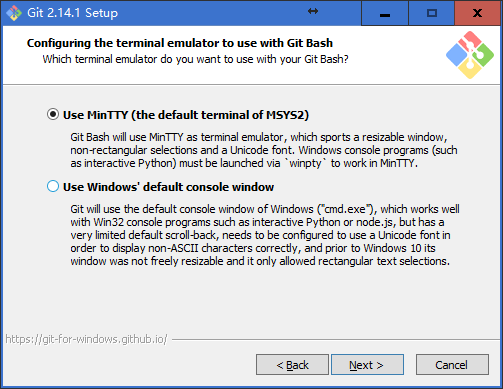 Git 2.14.1 Setup
Configuring the terminal emulator to use with Git Bash
Which terminal emulator do you want to use with your Git Bash?
Use MinTTY (the default terminal of MSYS2)
Git Bash will use MinTTY as terminal emulator, which sports a resizable window,
non-rectangular selections and a Unicode font. Windows console programs (such
as interactive Python) must be launched via `winpty` to work in MinTTY.
Use Windows' default console window
Git will use the default console window of Windows ("cmd.exe"), which works well
with Win32 console programs such as interactive Python or node.js, but has a
very limited default scroll-back, needs to be configured to use a Unicode font in
order to display non-ASCII characters correctly, and prior to Windows 10 its
window was not freely resizable and it only allowed rectangular text selections.
https://git-for-windows.github.io/
< Back
Next >
Cancel